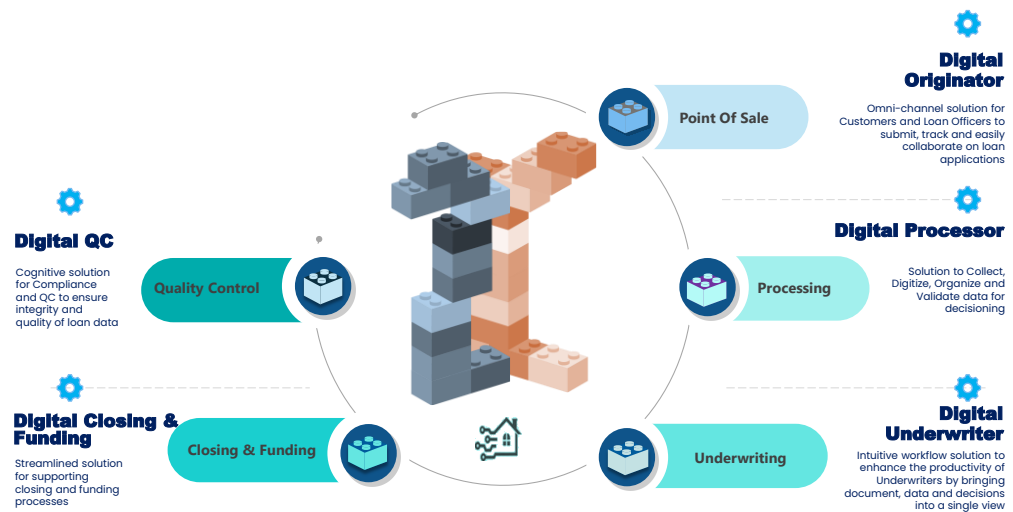 Digital
Originator
Omni-channel solution for
Customers and Loan Officers to
submit, track and easily
collaborate on loan
applications
Point Of Sale
Digital Processor
Solution to Collect,
Digitize, Organize and
Validate data for
decisioning
Processing
Digital
Underwriter
Intuitive workflow solution to
enhance the productivity of
Underwriters by bringing
document, data and decisions
into a single view
Underwriting
Digital Closing &
Funding
Streamlined solution
for supporting
closing and funding
processes
Closing & Funding
Digital QC
Cognitive solution
for Compliance
and QC to ensure
integrity and
quality of loan data
Quality Control